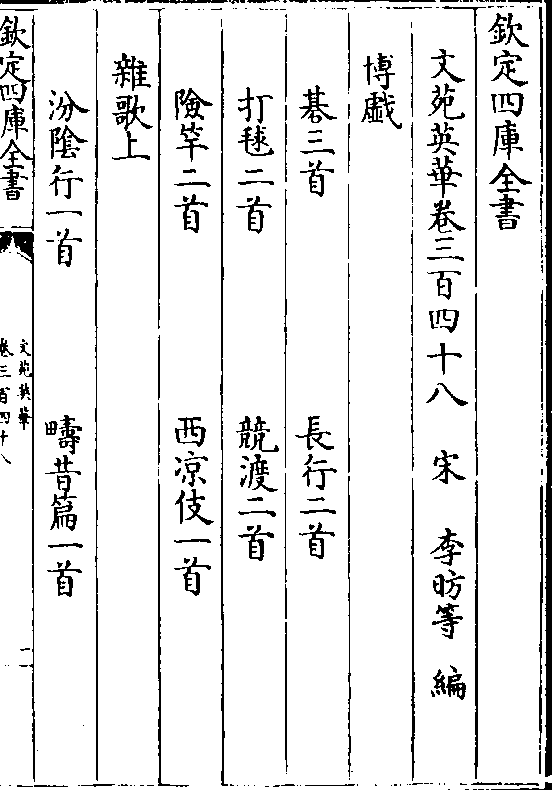 欽定四庫全書
文苑英華卷三百四十八　宋　李昉等　編
博戱
碁三首　長行二首
打毬二首　競渡二首
險竿二首　西凉伎一首
雜歌上
汾陰行一首　疇昔篇一首
欽定四庫全書　文苑英華
卷三百四十八　一